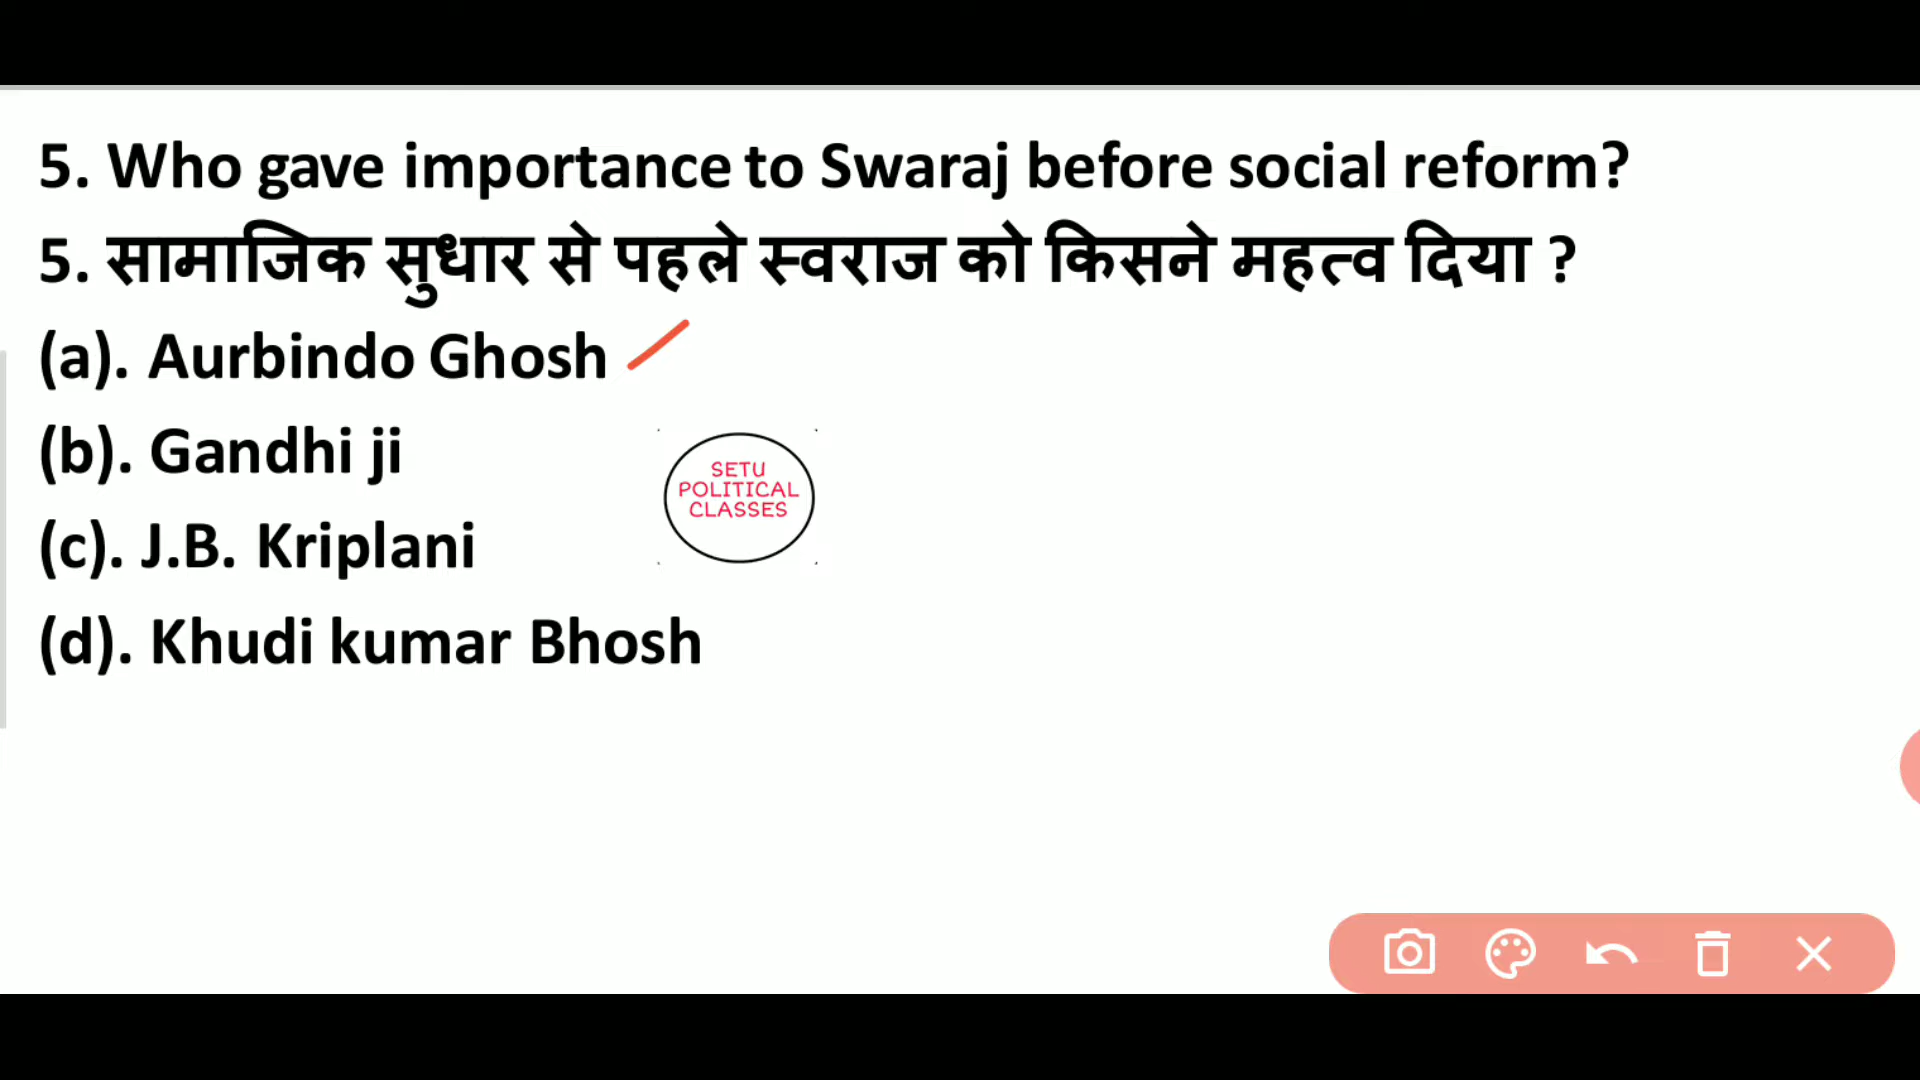 5. Who gave importance to Swaraj before social reform?
5. सामाजिक सुधार से पहले स्वराज को किसने महत्व दिया ?
(a). Aurbindo Ghosh
(b). Gandhi ji
(c). J.B. Kriplani
(d). Khudi kumar Bhosh
SETU
POLITICAL
CLASSES